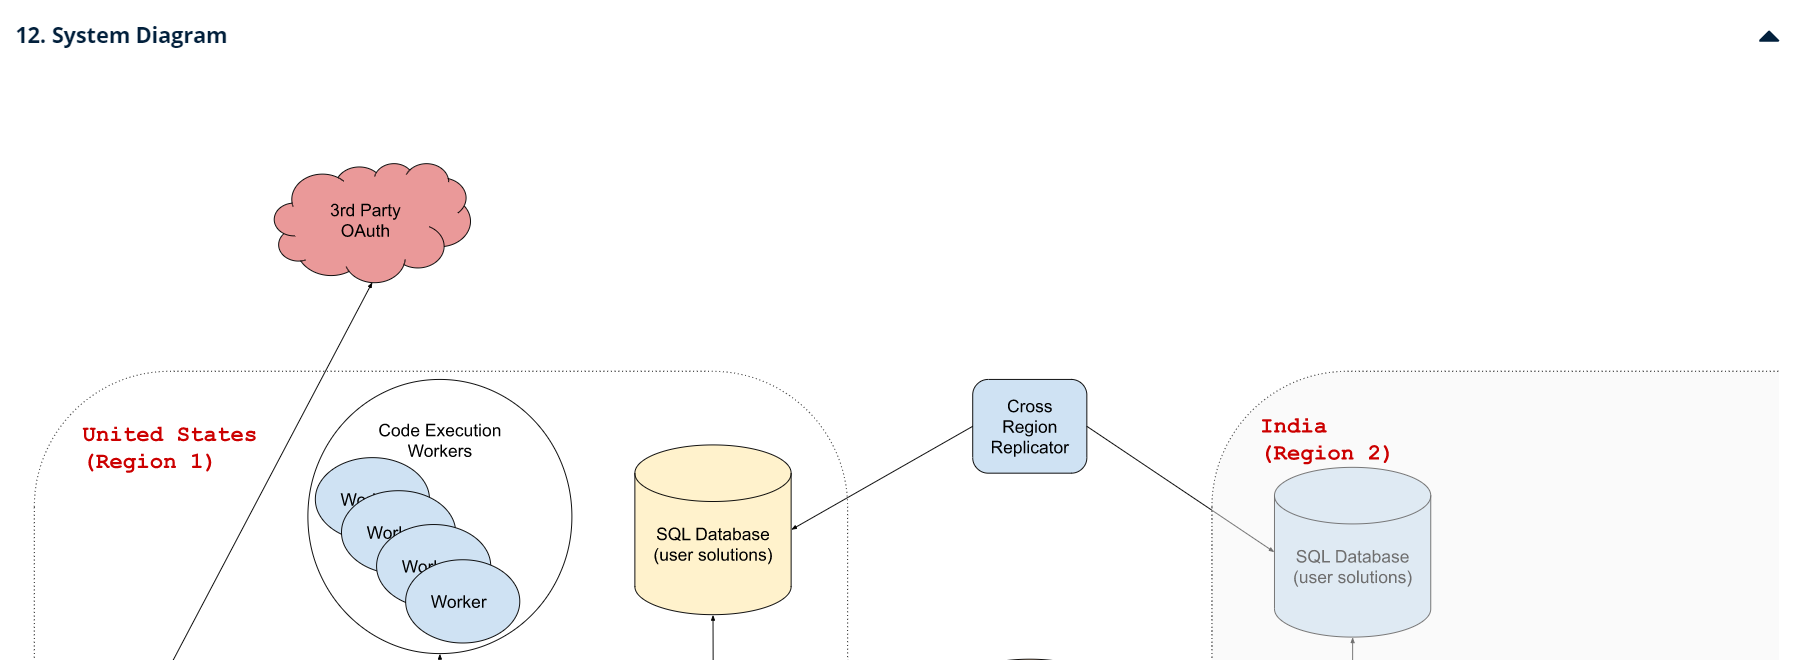 12. System Diagram
3rd Party
OAuth
United States
(Region 1)
Code Execution
Workers
Worker
SQL Database
(user solutions)
Cross
Region
Replicator
India
(Region 2)
SQL Database
(user solutions)